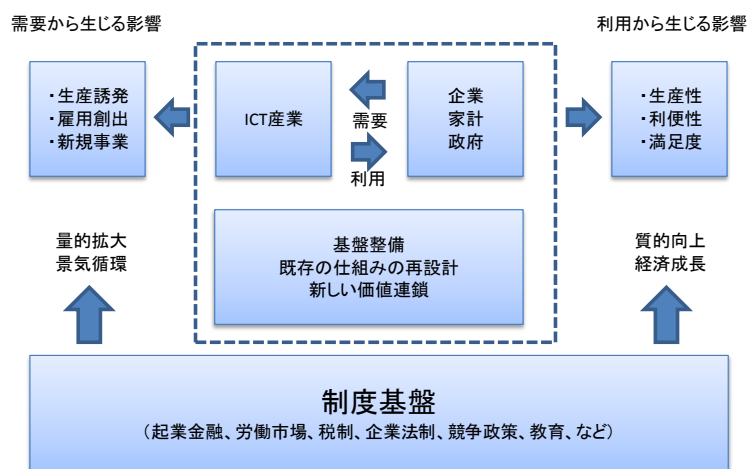 需要から生じる影響
利用から生じる影響
・生産誘発
・雇用創出
・新規事業
ICT産業
需要
利用
企業
家計
政府
・生産性
・利便性
・満足度
基盤整備
既存の仕組みの再設計
新しい価値連鎖
量的拡大
景気循環
質的向上
経済成長
制度基盤
（起業金融、労働市場、税制、企業法制、競争政策、教育、など）